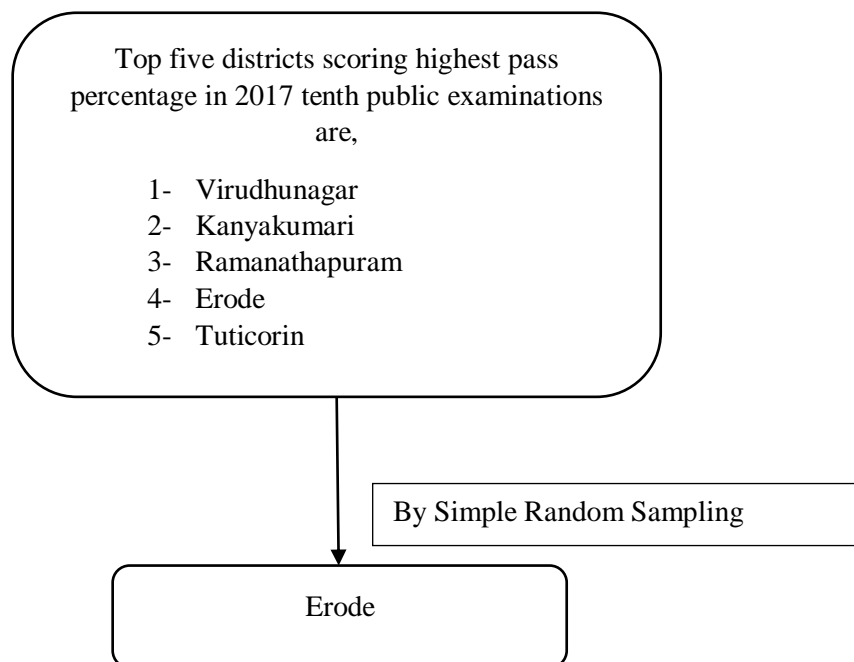 Top five districts scoring highest pass
percentage in 2017 tenth public examinations
are,
1- Virudhunagar
2- Kanyakumari
3- Ramanathapuram
4- Erode
5- Tuticorin
By Simple Random Sampling
Erode